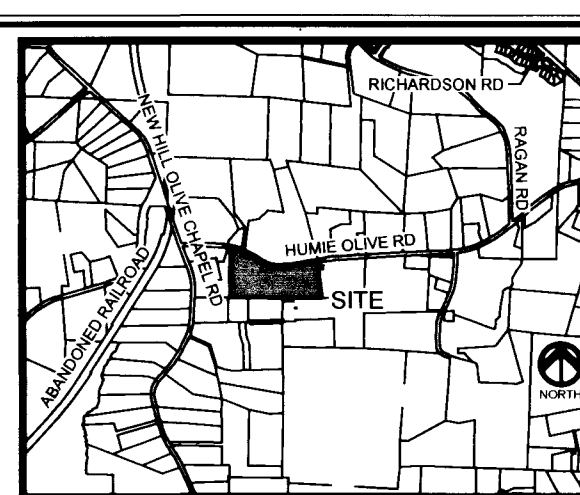 RICHARDSON RD
NEW HILL OLIVE CHAPEL RD
RAGAN RD
HUMIE OLIVE RD
ABANDONED RAILROAD
SITE
NORTH